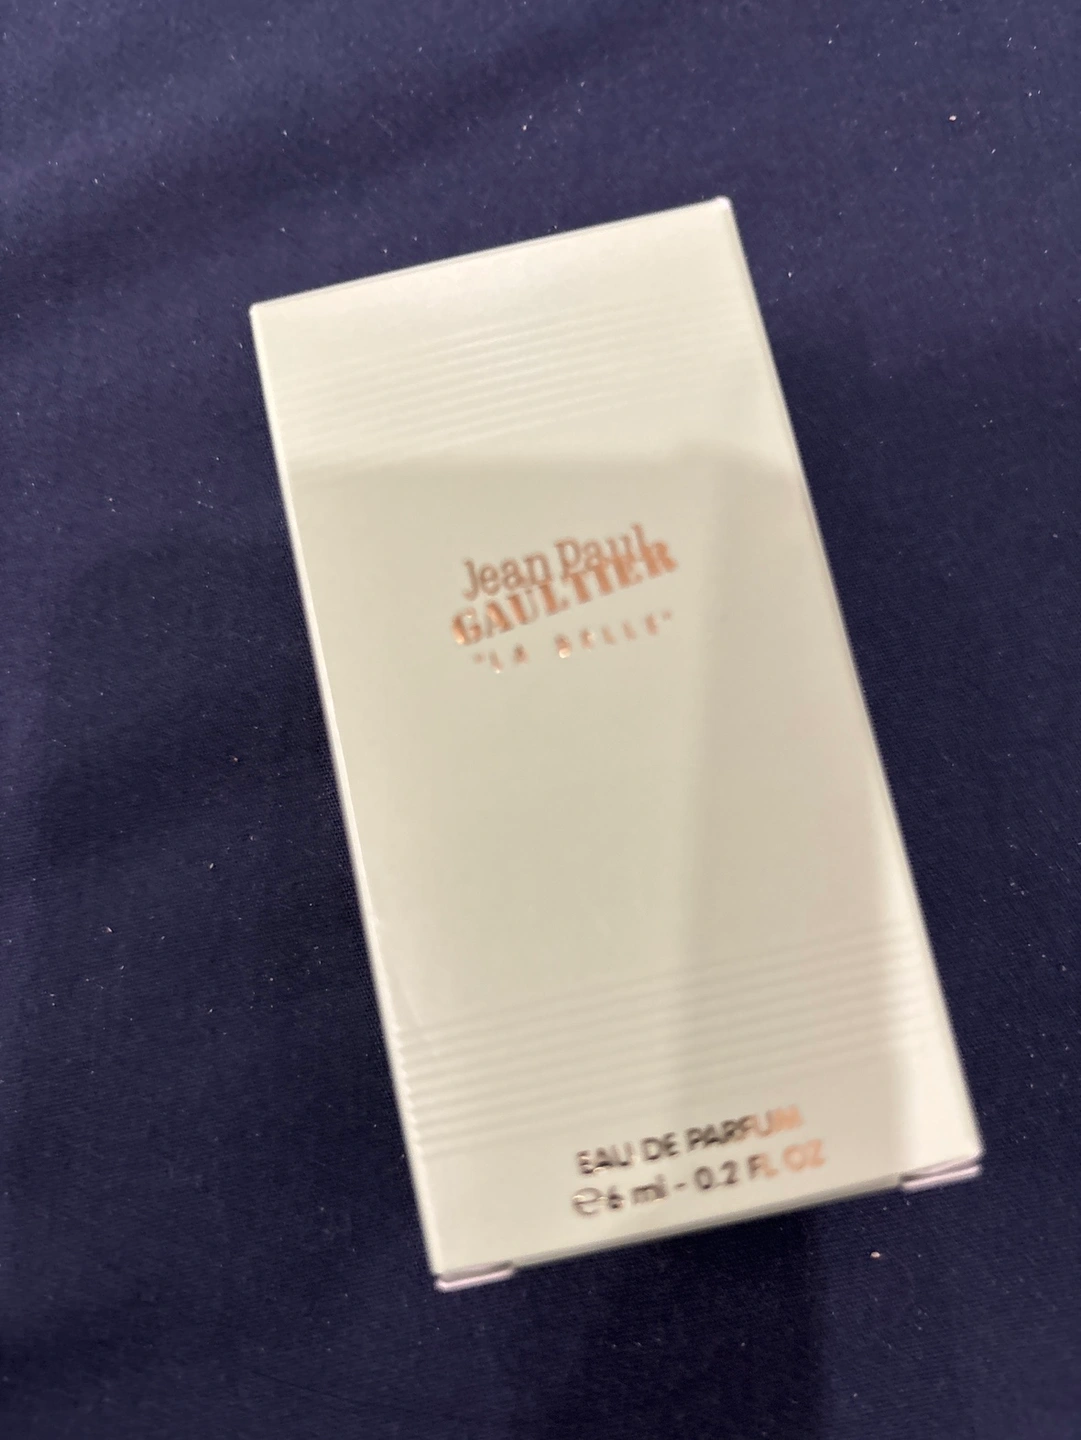 Jean Paul
GAULTIER
"LA BELLE"
EAU DE PARFUM
℮6 ml - 0.2 FL OZ